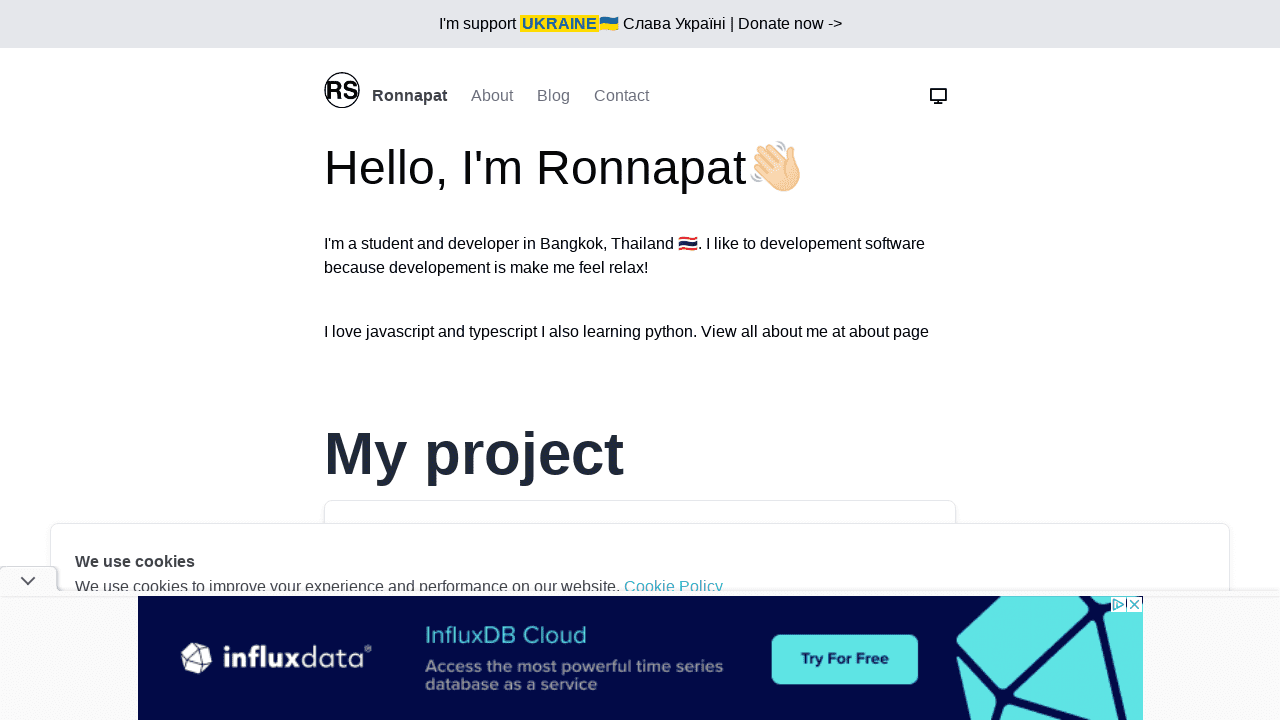 I'm support UKRAINE🇺🇦 Слава Україні | Donate now ->
RS Ronnapat About Blog Contact
Hello, I'm Ronnapat👋🏻
I'm a student and developer in Bangkok, Thailand 🇹🇭. I like to developement software
because developement is make me feel relax!
I love javascript and typescript I also learning python. View all about me at about page
My project
We use cookies
We use cookies to improve your experience and performance on our website. Cookie Policy
influxdata®
InfluxDB Cloud
Access the most powerful time series
database as a service
Try For Free